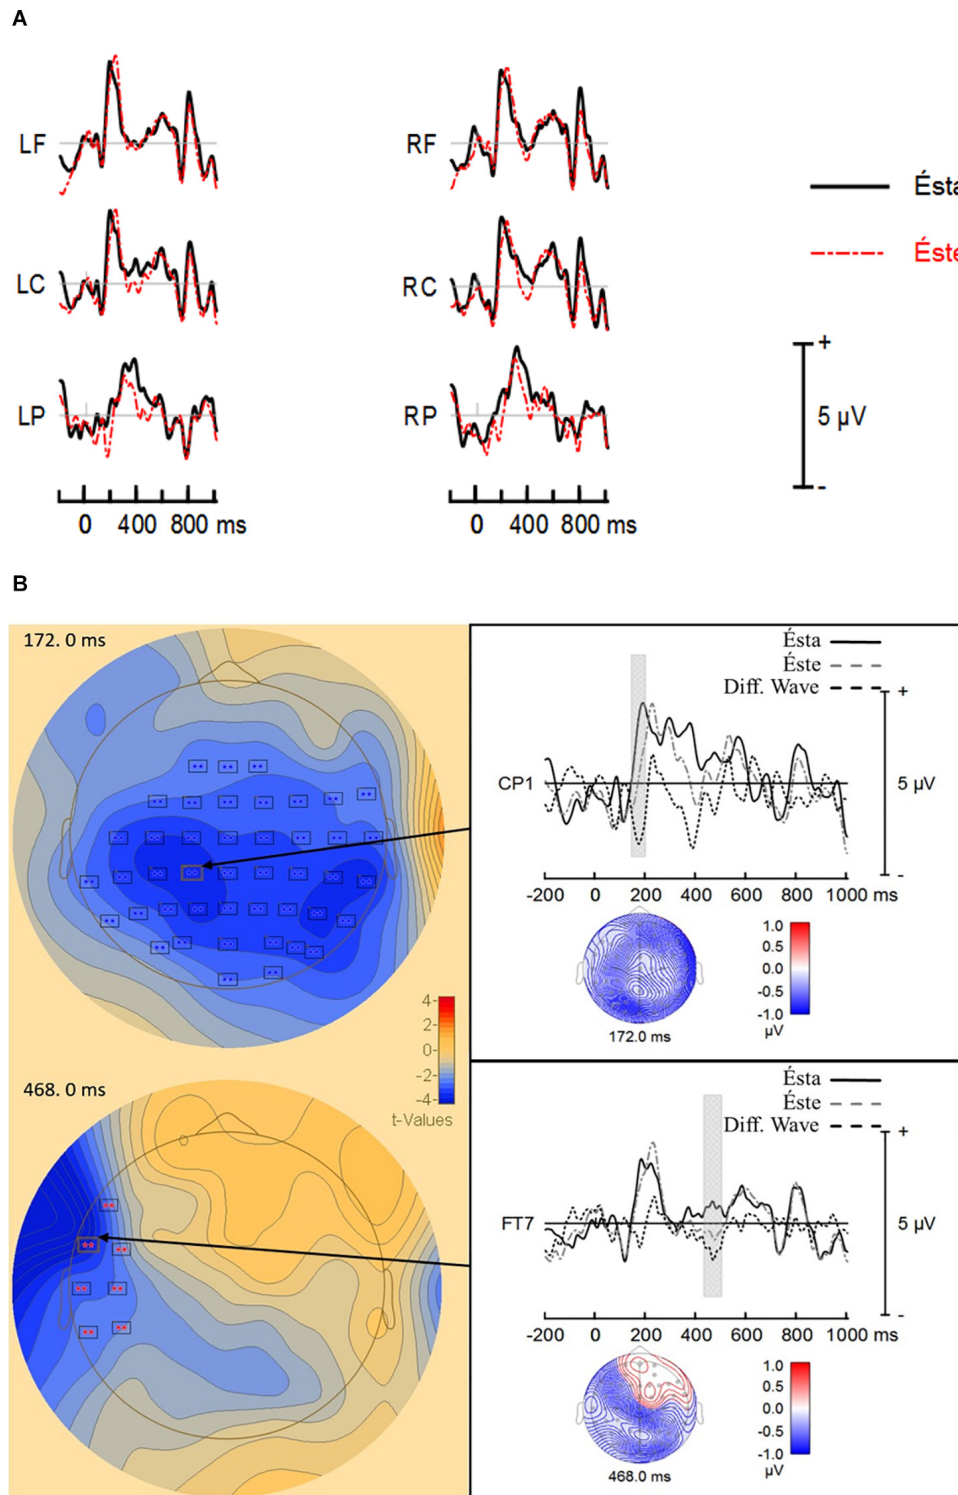 A
LF
RF
Ésta
Éste
LC
RC
+
LP
RP
5 µV
-
0 400 800 ms
0 400 800 ms
B
172. 0 ms
Ésta
Éste
Diff. Wave
+
CP1
5 µV
-
-200 0 200 400 600 800 1000 ms
1.0
0.5
0.0
-0.5
-1.0
µV
172.0 ms
4
2
0
-2
-4
t-Values
468. 0 ms
Ésta
Éste
Diff. Wave
+
FT7
5 µV
-
-200 0 200 400 600 800 1000 ms
1.0
0.5
0.0
-0.5
-1.0
µV
468.0 ms